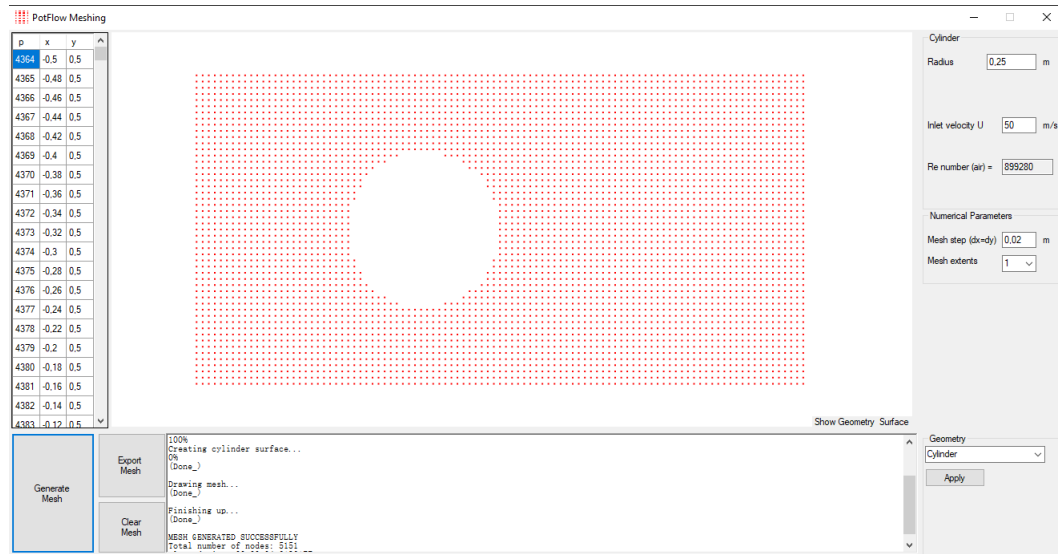 PotFlow Meshing
p x y
4364 -0,5 0,5
4365 -0,48 0,5
4366 -0,46 0,5
4367 -0,44 0,5
4368 -0,42 0,5
4369 -0,4 0,5
4370 -0,38 0,5
4371 -0,36 0,5
4372 -0,34 0,5
4373 -0,32 0,5
4374 -0,3 0,5
4375 -0,28 0,5
4376 -0,26 0,5
4377 -0,24 0,5
4378 -0,22 0,5
4379 -0,2 0,5
4380 -0,18 0,5
4381 -0,16 0,5
4382 -0,14 0,5
4383 -0,12 0,5
Show Geometry Surface
Cylinder
Radius 0,25 m
Inlet velocity U 50 m/s
Re number (air) = 899280
Numerical Parameters
Mesh step (dx=dy) 0,02 m
Mesh extents 1
Generate
Mesh
Export
Mesh
Clear
Mesh
100%
Creating cylinder surface...
0%
(Done_)
Drawing mesh...
(Done_)
Finishing up...
(Done_)
MESH GENERATED SUCCESSFULLY
Total number of nodes: 5151
Geometry
Cylinder
Apply